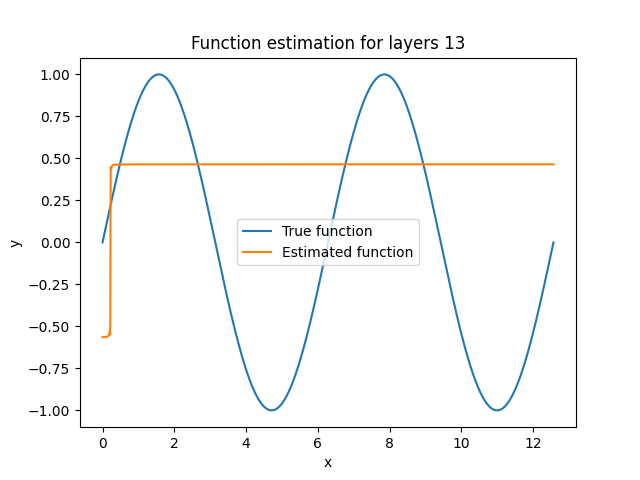 Function estimation for layers 13
y
1.00
0.75
0.50
0.25
0.00
−0.25
−0.50
−0.75
−1.00
True function
Estimated function
0 2 4 6 8 10 12
x